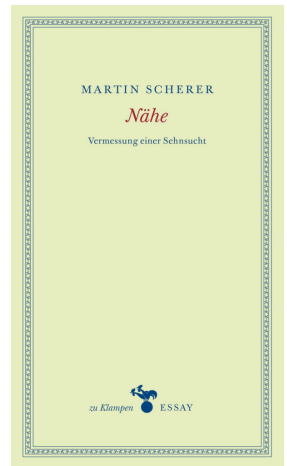 MARTIN SCHERER
Nähe
Vermessung einer Sehnsucht
zu Klampen ESSAY